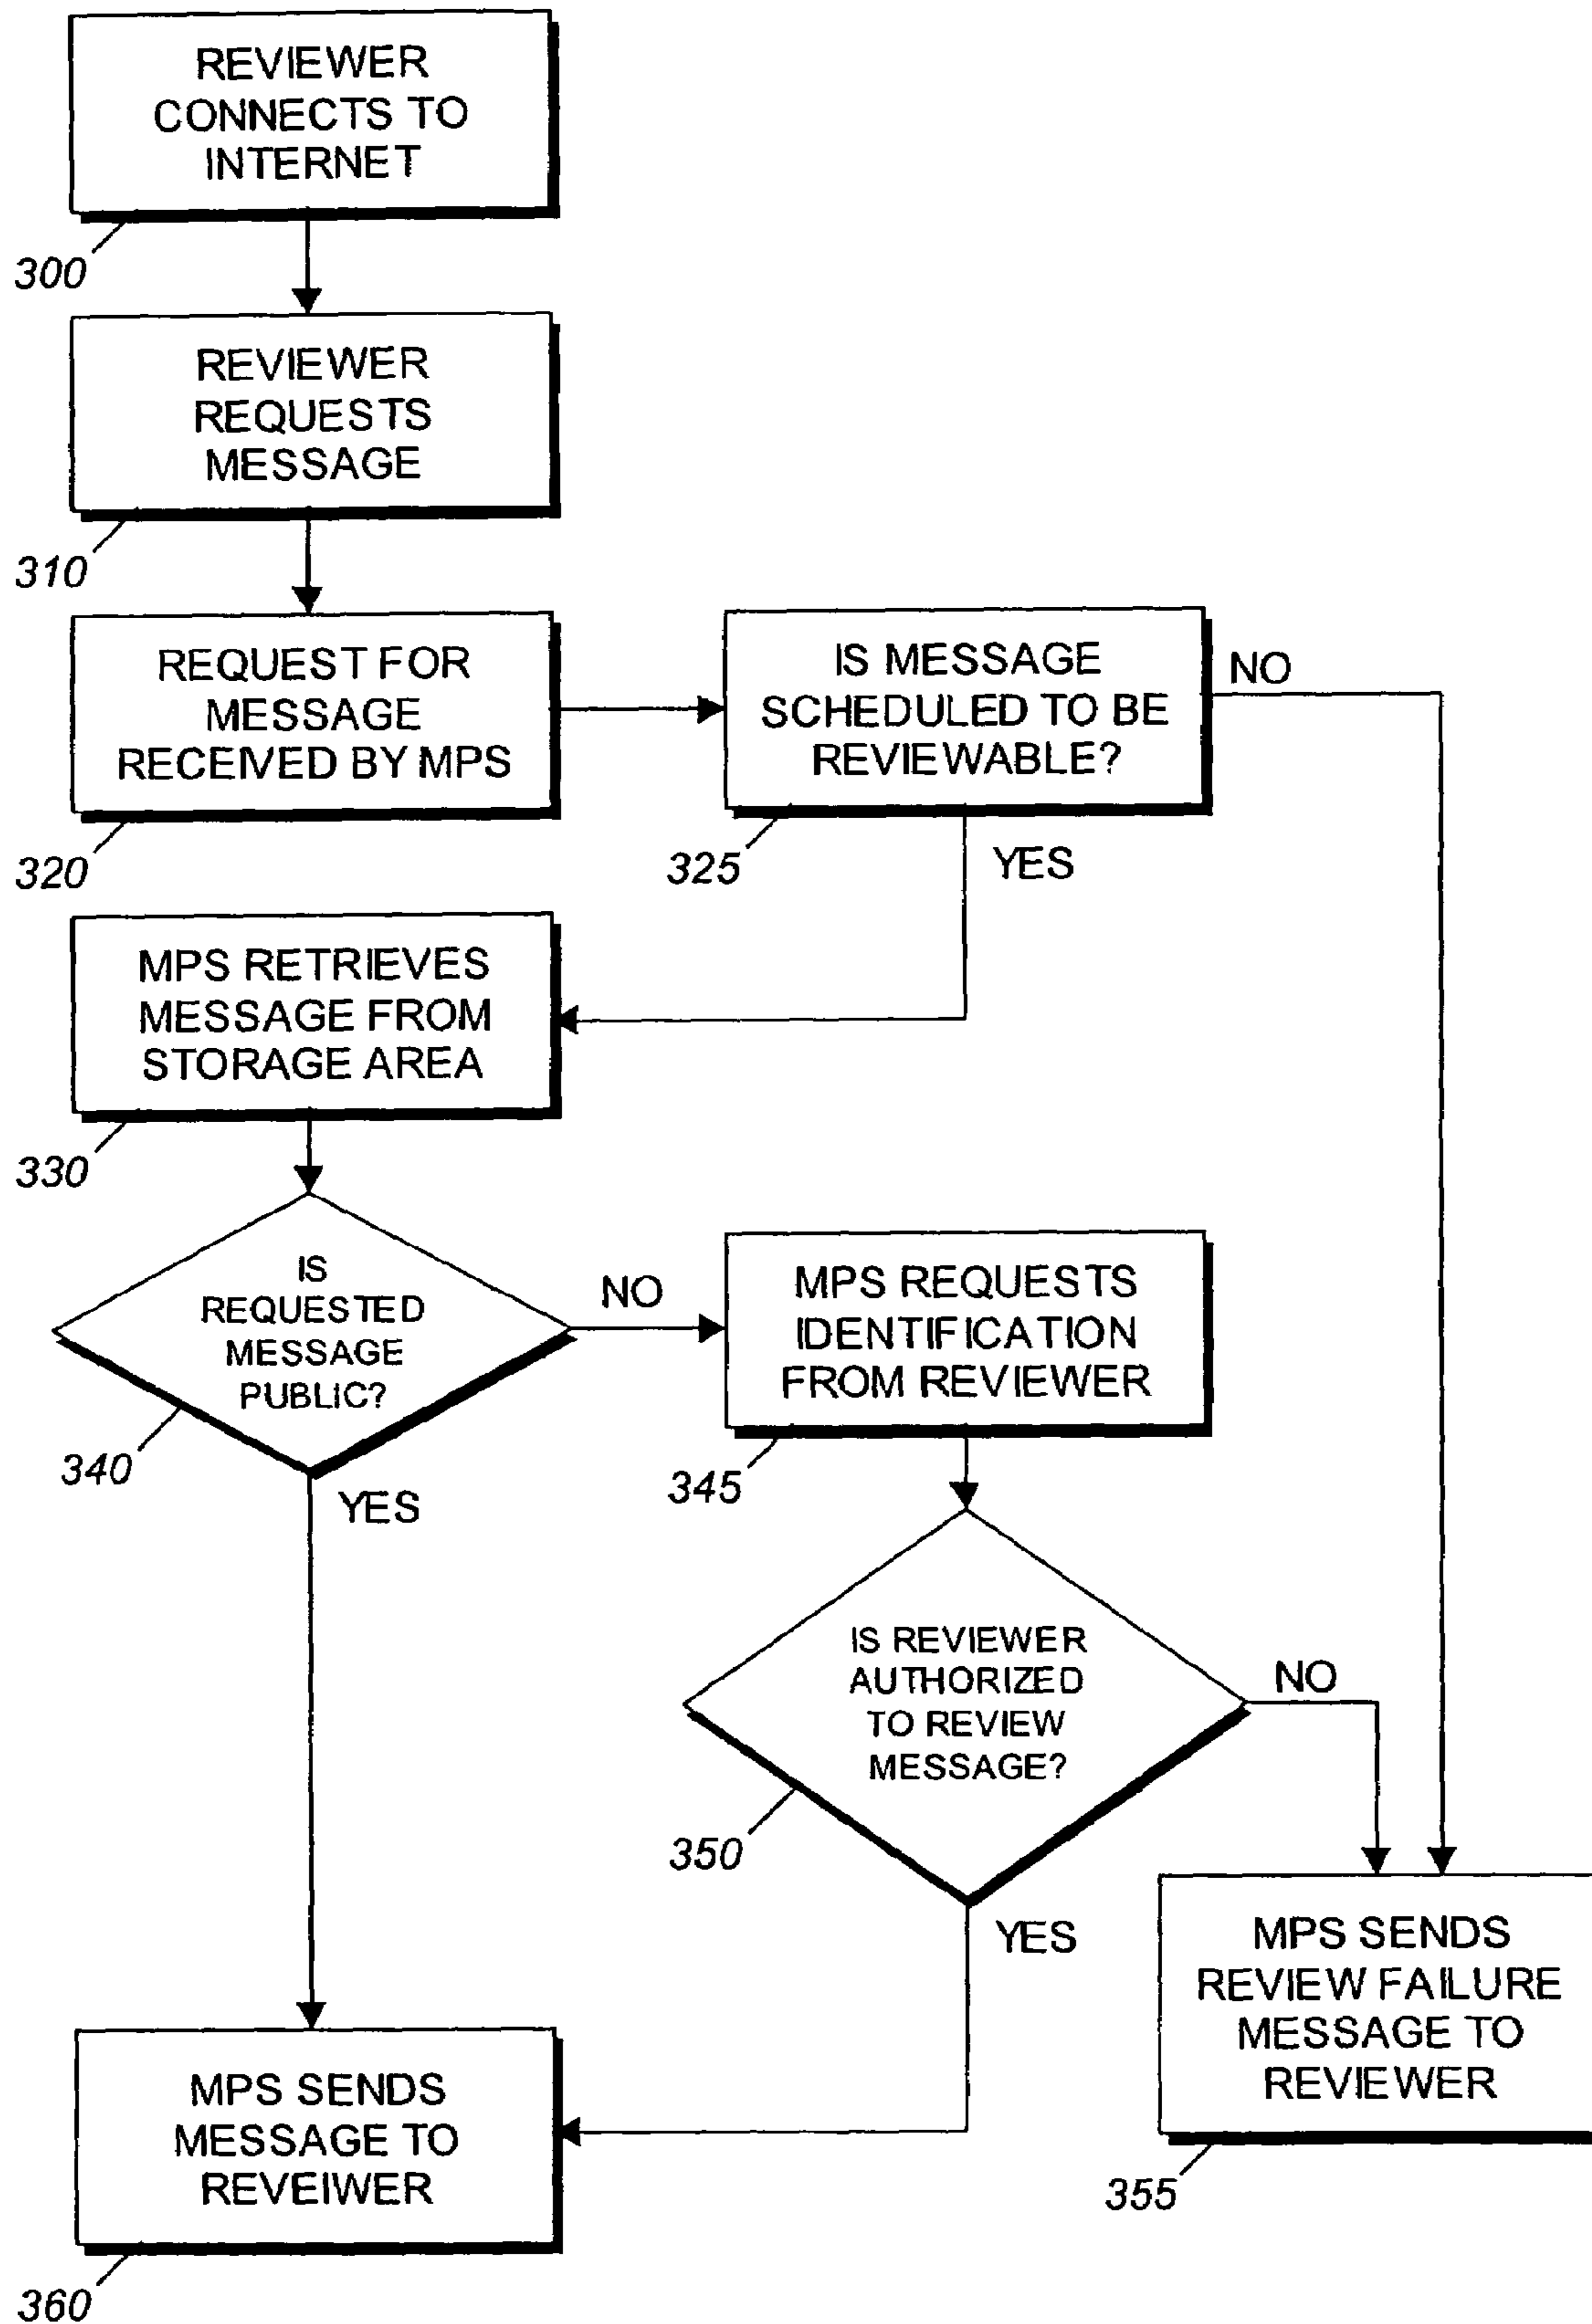 REVIEWER
CONNECTS TO
INTERNET
300
REVIEWER
REQUESTS
MESSAGE
310
REQUEST FOR
MESSAGE
RECEIVED BY MPS
320
IS MESSAGE
SCHEDULED TO BE
REVIEWABLE?
NO
325
YES
MPS RETRIEVES
MESSAGE FROM
STORAGE AREA
330
IS
REQUESTED
MESSAGE
PUBLIC?
NO
340
YES
MPS REQUESTS
IDENTIFICATION
FROM REVIEWER
345
IS REVIEWER
AUTHORIZED
TO REVIEW
MESSAGE?
NO
350
YES
MPS SENDS
REVIEW FAILURE
MESSAGE TO
REVIEWER
355
MPS SENDS
MESSAGE TO
REVEIWER
360